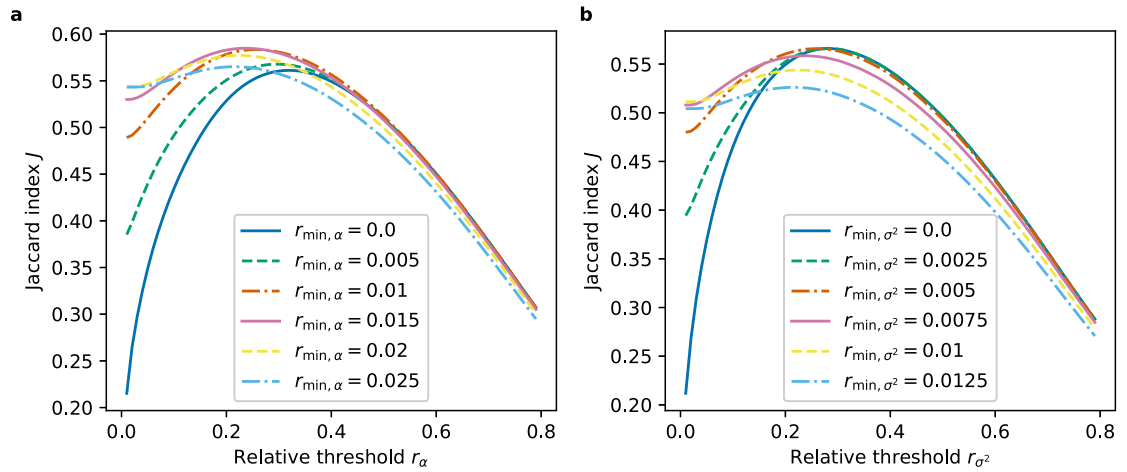 a
0.60
0.55
0.50
0.45
0.40
0.35
0.30
0.25
0.20
Jaccard index J
r_min, α = 0.0
r_min, α = 0.005
r_min, α = 0.01
r_min, α = 0.015
r_min, α = 0.02
r_min, α = 0.025
0.0 0.2 0.4 0.6 0.8
Relative threshold r_α
b
0.55
0.50
0.45
0.40
0.35
0.30
0.25
0.20
Jaccard index J
r_min, σ² = 0.0
r_min, σ² = 0.0025
r_min, σ² = 0.005
r_min, σ² = 0.0075
r_min, σ² = 0.01
r_min, σ² = 0.0125
0.0 0.2 0.4 0.6 0.8
Relative threshold r_σ²